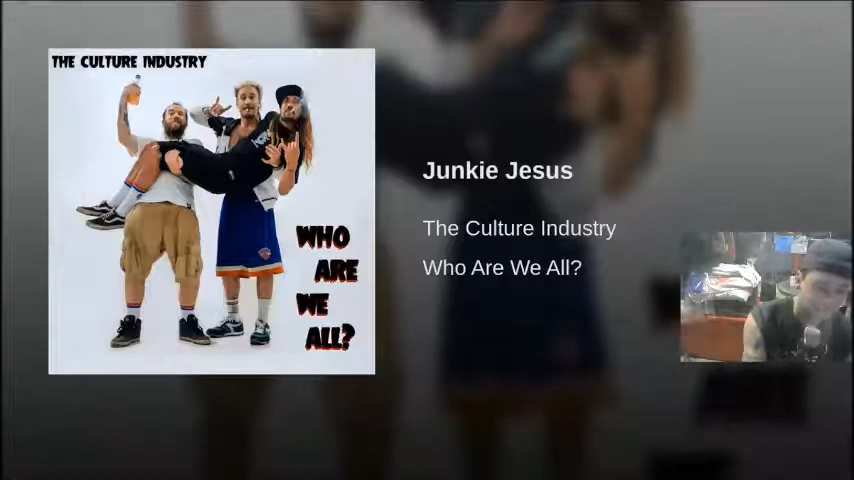 THE CULTURE INDUSTRY
WHO
ARE
WE
ALL?
Junkie Jesus
The Culture Industry
Who Are We All?